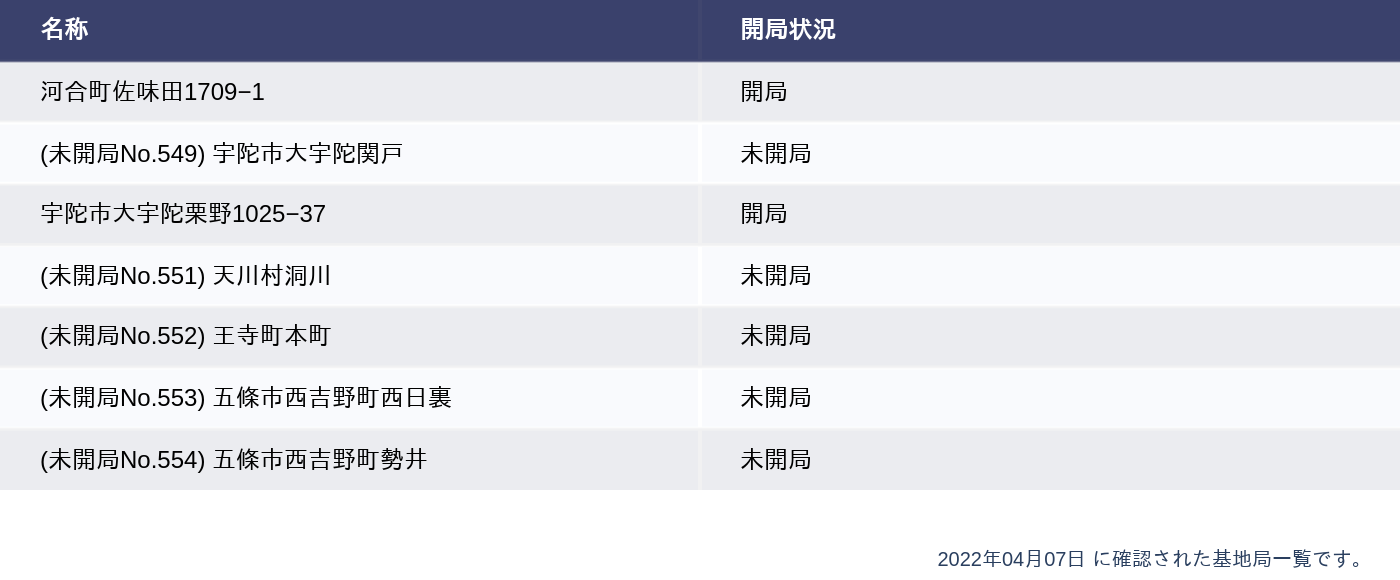 名称 開局状況
河合町佐味田1709−1 開局
(未開局No.549) 宇陀市大宇陀関戸 未開局
宇陀市大宇陀栗野1025−37 開局
(未開局No.551) 天川村洞川 未開局
(未開局No.552) 王寺町本町 未開局
(未開局No.553) 五條市西吉野町西日裏 未開局
(未開局No.554) 五條市西吉野町勢井 未開局
2022年04月07日 に確認された基地局一覧です。